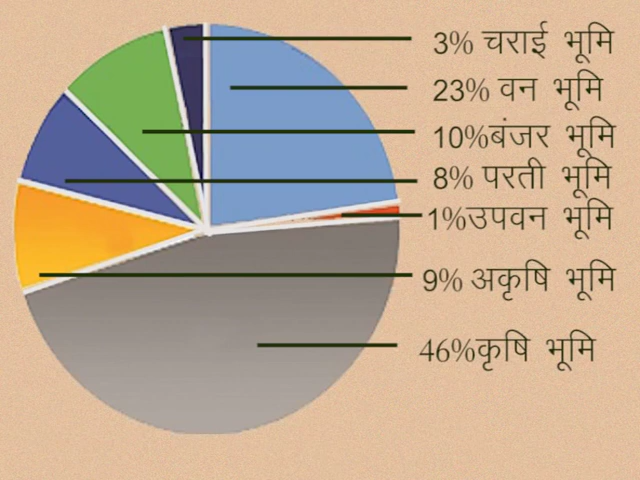 3% चराई भूमि
23% वन भूमि
10%बंजर भूमि
8% परती भूमि
1%उपवन भूमि
9% अकृषि भूमि
46%कृषि भूमि